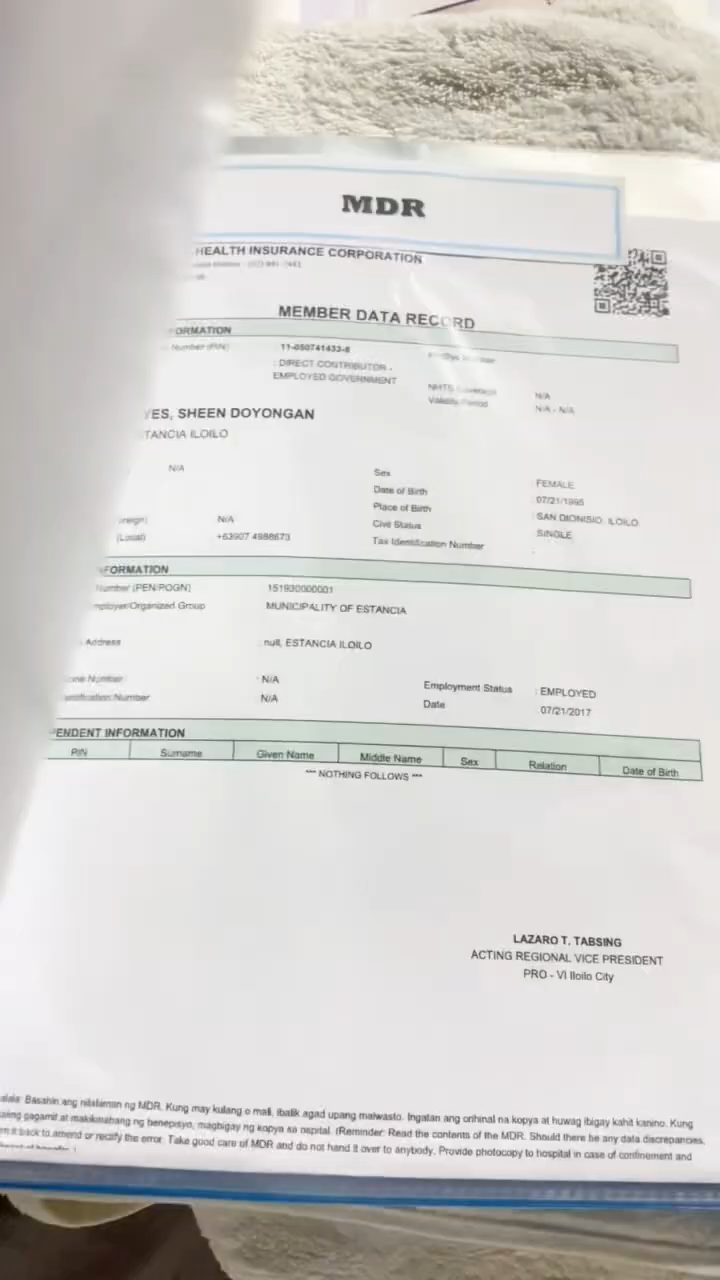 MDR
HEALTH INSURANCE CORPORATION
MEMBER DATA RECORD
FORMATION
Number (PIN) 11-050741433-8
: DIRECT CONTRIBUTOR -
EMPLOYED GOVERNMENT
N/A
Validity Period N/A - N/A
YES, SHEEN DOYONGAN
TANCIA ILOILO
N/A
Sex : FEMALE
Date of Birth : 07/21/1995
Place of Birth : SAN DIONISIO, ILOILO
Civil Status : SINGLE
Tax Identification Number :
N/A
(Local) +63907 4988673
FORMATION
Number (PEN/POGN) 151930000001
mployer/Organized Group MUNICIPALITY OF ESTANCIA
Address : null, ESTANCIA ILOILO
Number : N/A
Number N/A
Employment Status : EMPLOYED
Date 07/21/2017
PENDENT INFORMATION
PIN Surname Given Name Middle Name Sex Relation Date of Birth
*** NOTHING FOLLOWS ***
LAZARO T. TABSING
ACTING REGIONAL VICE PRESIDENT
PRO - VI Iloilo City
alala: Basahin ang nilalaman ng MDR. Kung may kulang o mali, ibalik agad upang maiwasto. Ingatan ang orihinal na kopya at huwag ibigay kahit kanino. Kung
gagamit at makikinabang ng benepisyo, magbigay ng kopya sa ospital. (Reminder: Read the contents of the MDR. Should there be any data discrepancies,
it back to amend or rectify the error. Take good care of MDR and do not hand it over to anybody. Provide photocopy to hospital in case of confinement and